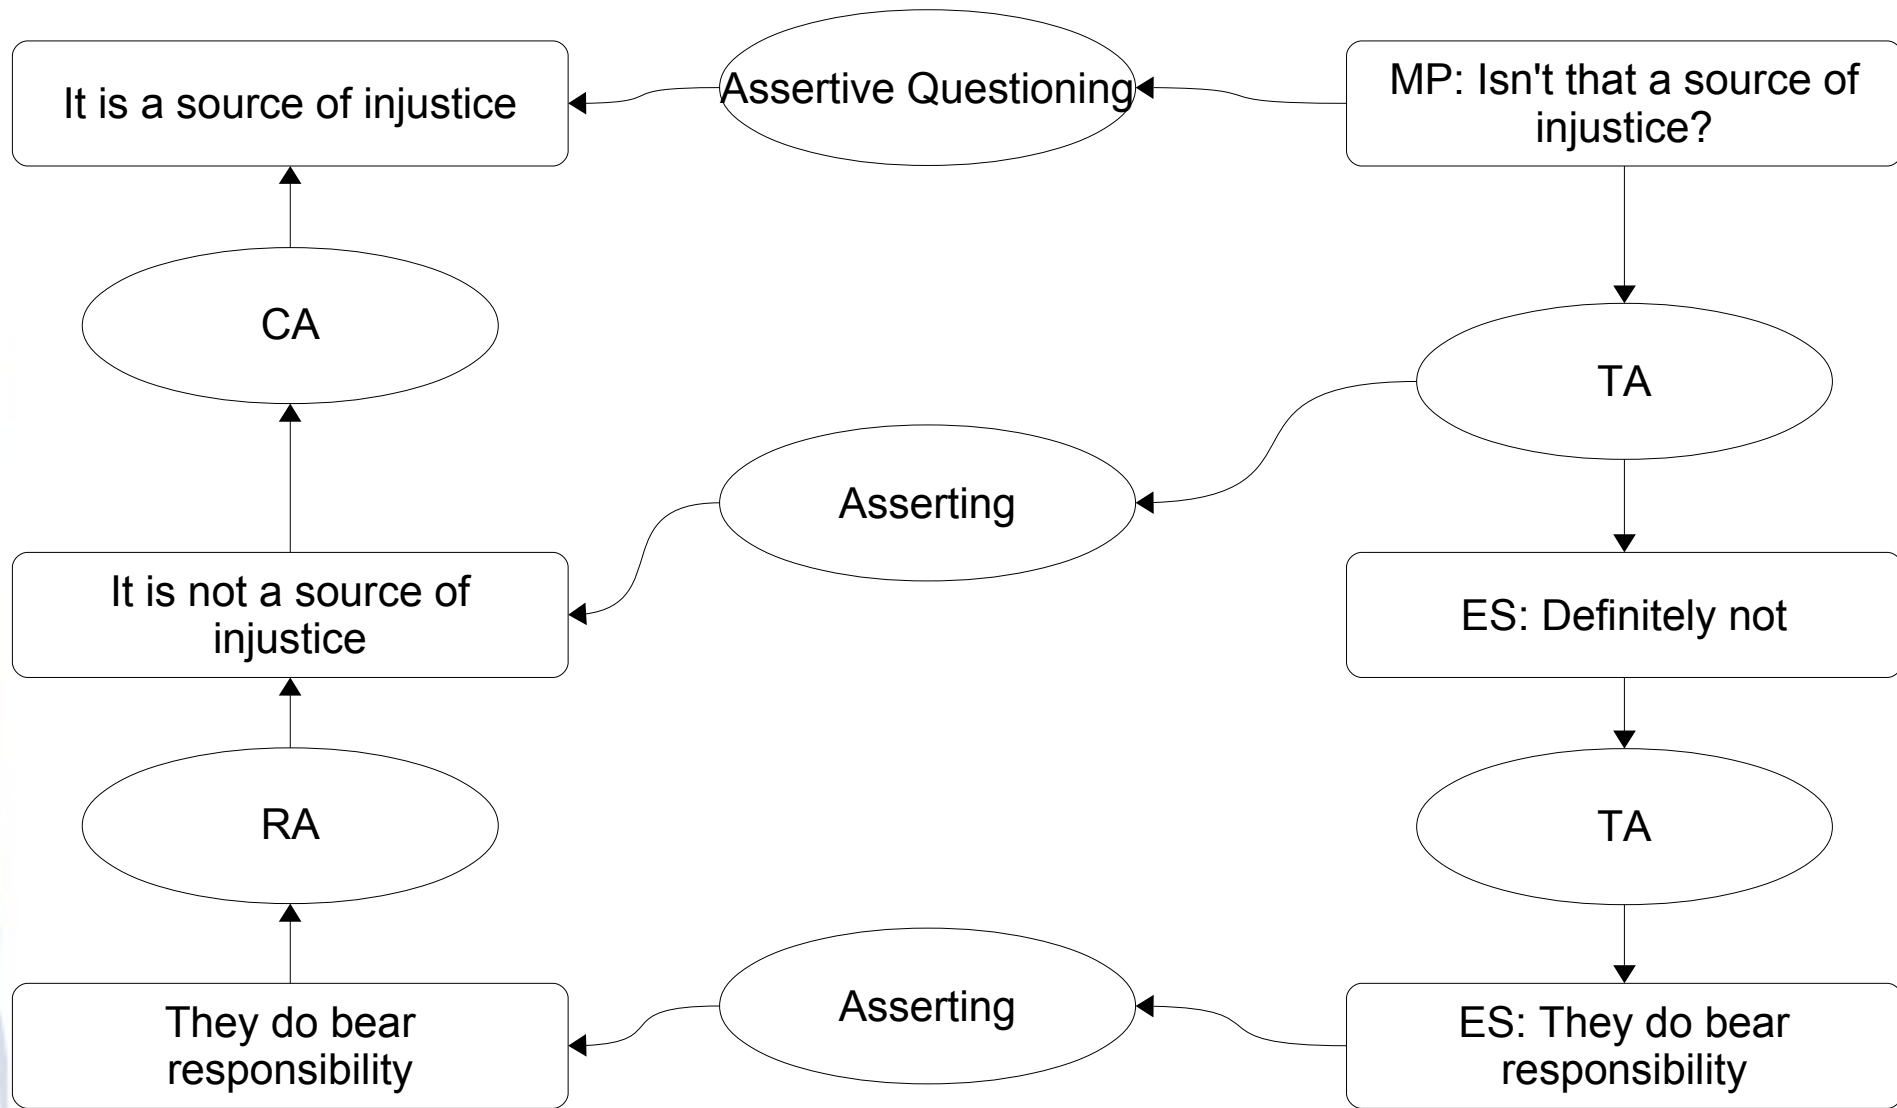 It is a source of injustice
Assertive Questioning
MP: Isn't that a source of
injustice?
CA
TA
Asserting
It is not a source of
injustice
ES: Definitely not
RA
TA
They do bear
responsibility
Asserting
ES: They do bear
responsibility